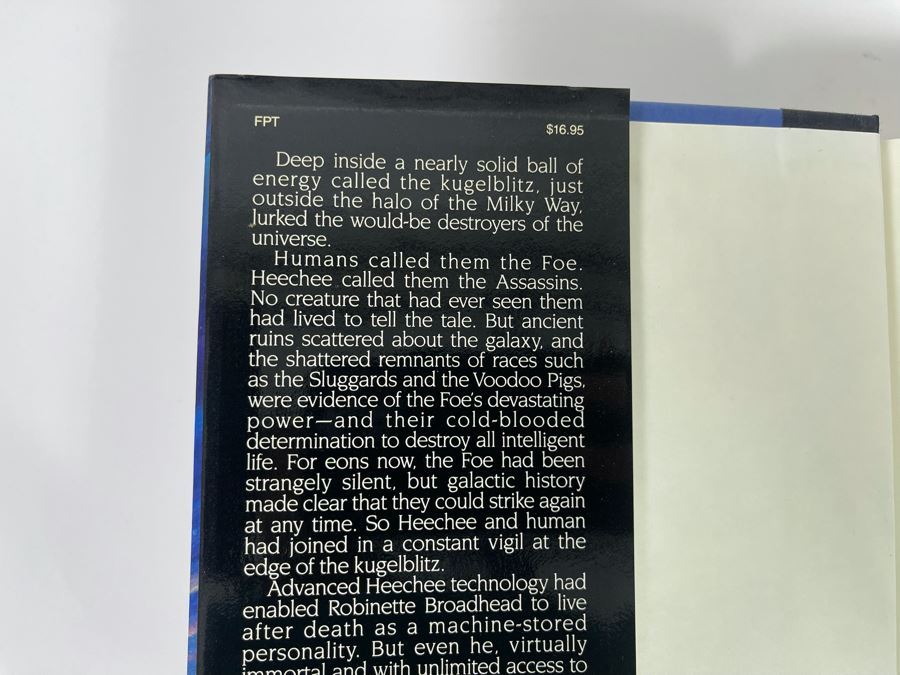 FPT
$16.95
Deep inside a nearly solid ball of
energy called the kugelblitz, just
outside the halo of the Milky Way,
lurked the would-be destroyers of the
universe.
Humans called them the Foe.
Heechee called them the Assassins.
No creature that had ever seen them
had lived to tell the tale. But ancient
ruins scattered about the galaxy, and
the shattered remnants of races such
as the Sluggards and the Voodoo Pigs,
were evidence of the Foe's devastating
power—and their cold-blooded
determination to destroy all intelligent
life. For eons now, the Foe had been
strangely silent, but galactic history
made clear that they could strike again
at any time. So Heechee and human
had joined in a constant vigil at the
edge of the kugelblitz.
Advanced Heechee technology had
enabled Robinette Broadhead to live
after death as a machine-stored
personality. But even he, virtually
immortal and with unlimited access to